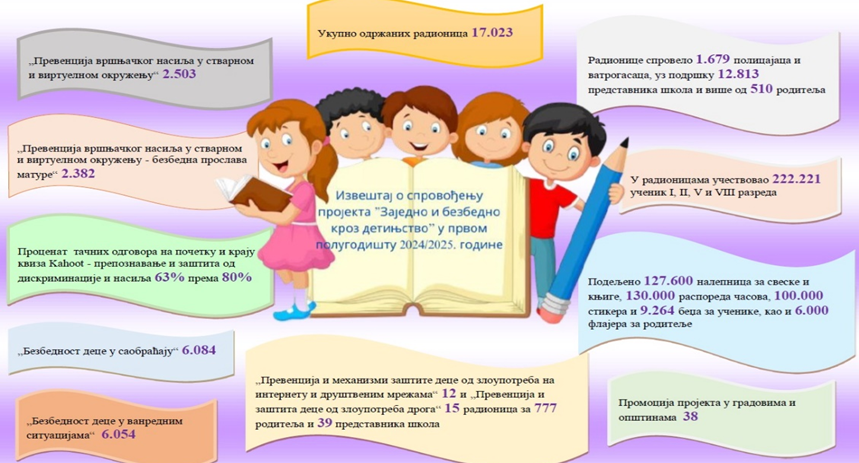 Укупно одржаних радионица 17.023
„Превенција вршњачког насиља у стварном
и виртуелном окружењу“ 2.503
Радионице спровело 1.679 полицајаца и
ватрогасаца, уз подршку 12.813
представника школа и више од 510 родитеља
„Превенција вршњачког насиља у стварном
и виртуелном окружењу - безбедна прослава
матуре“ 2.382
Извештај о спровођењу
пројекта "Заједно и безбедно
кроз детињство" у првом
полугодишту 2024/2025. године
У радионицама учествовао 222.221
ученик I, II, V и VIII разреда
Проценат тачних одговора на почетку и крају
квиза Kahoot - препознавање и заштита од
дискриминације и насиља 63% према 80%
Подељено 127.600 налепница за свеске и
књиге, 130.000 распореда часова, 100.000
стикера и 9.264 беџа за ученике, као и 6.000
флајера за родитеље
„Безбедност деце у саобраћају“ 6.084
„Превенција и механизми заштите деце од злоупотреба на
интернету и друштвеним мрежама“ 12 и „Превенција и
заштита деце од злоупотреба дрога“ 15 радионица за 777
родитеља и 39 представника школа
Промоција пројекта у градовима и
општинама 38
„Безбедност деце у ванредним
ситуацијама“ 6.054